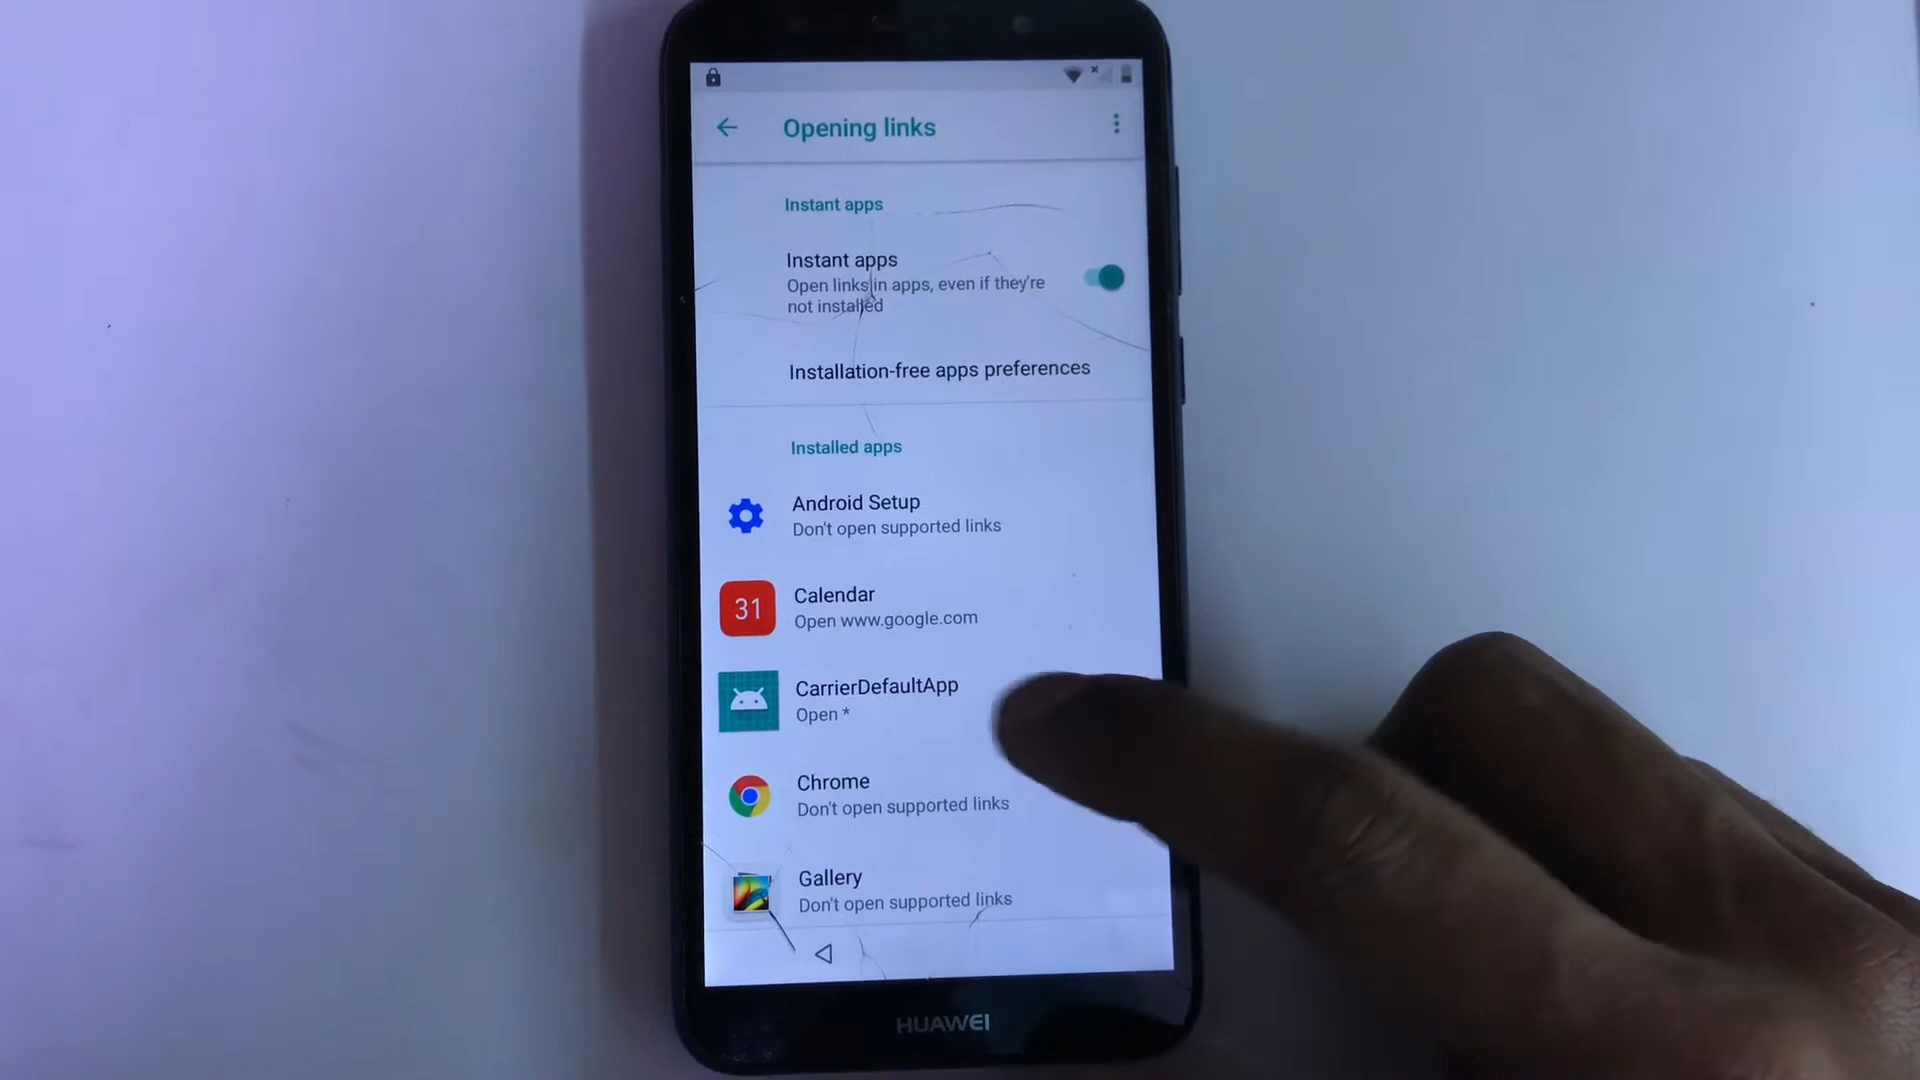 Opening links
Instant apps
Instant apps
Open links in apps, even if they're
not installed
Installation-free apps preferences
Installed apps
Android Setup
Don't open supported links
31
Calendar
Open www.google.com
CarrierDefaultApp
Open *
Chrome
Don't open supported links
Gallery
Don't open supported links
HUAWEI